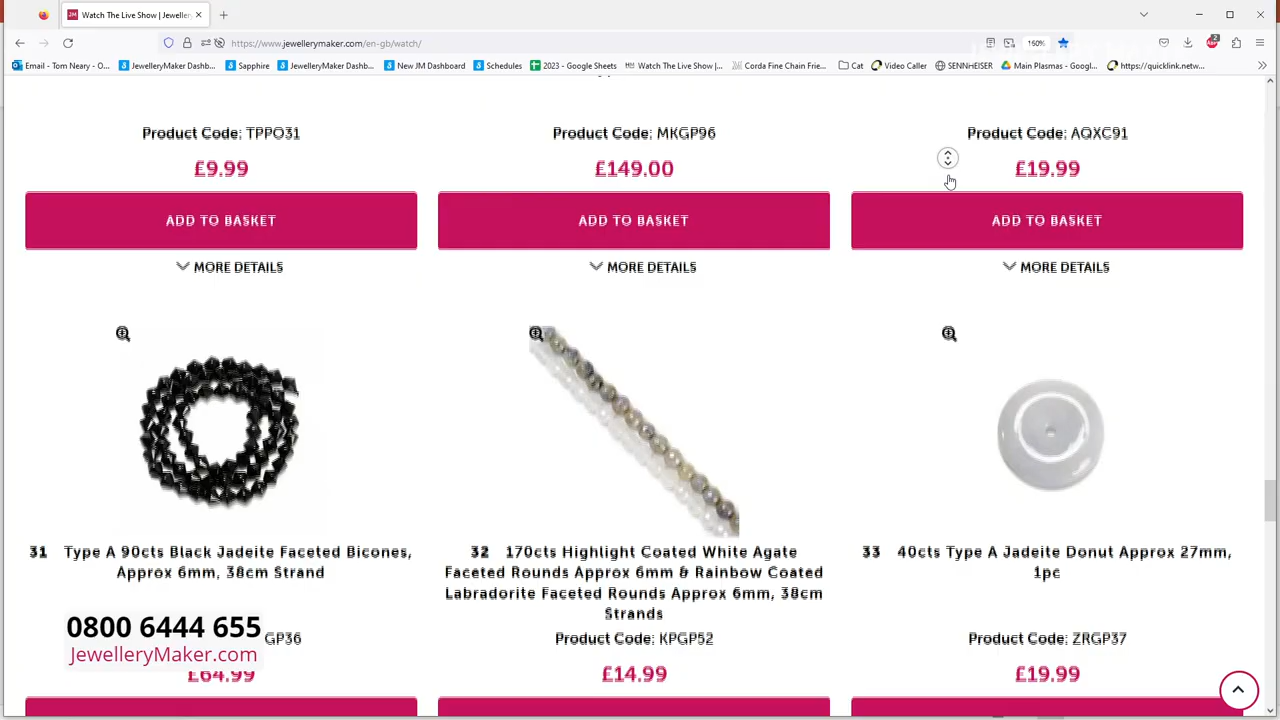 Watch The Live Show | Jewellery
https://www.jewellerymaker.com/en-gb/watch/
150%
2
Email - Tom Neary - O...
JewelleryMaker Dashb...
Sapphire
JewelleryMaker Dashb...
New JM Dashboard
Schedules
2023 - Google Sheets
Watch The Live Show |...
Corda Fine Chain Frie...
Cat
Video Caller
SENNHEISER
Main Plasmas - Googl...
https://quicklink.netw...
Product Code: TPPO31
Product Code: MKGP96
Product Code: AQXC91
£9.99
£149.00
£19.99
ADD TO BASKET
ADD TO BASKET
ADD TO BASKET
MORE DETAILS
MORE DETAILS
MORE DETAILS
31 Type A 90cts Black Jadeite Faceted Bicones,
Approx 6mm, 38cm Strand
32 170cts Highlight Coated White Agate
Faceted Rounds Approx 6mm & Rainbow Coated
Labradorite Faceted Rounds Approx 6mm, 38cm
Strands
33 40cts Type A Jadeite Donut Approx 27mm,
1pc
0800 6444 655
JewelleryMaker.com
GP36
Product Code: KPGP52
Product Code: ZRGP37
£64.99
£14.99
£19.99